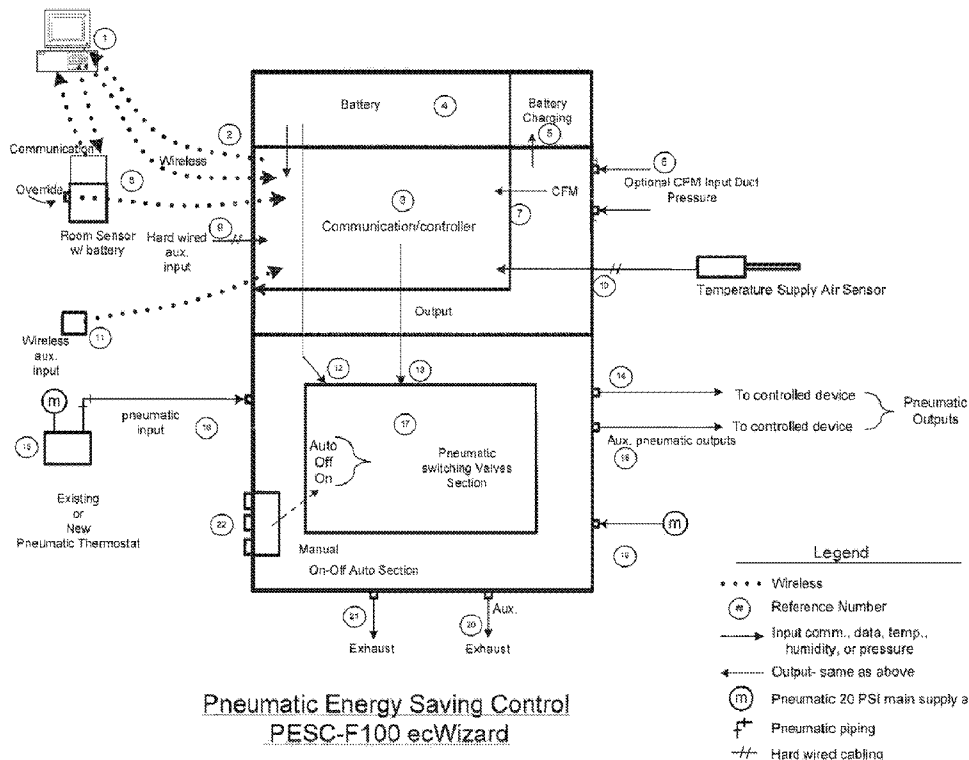 1
Battery
4
Battery
Charging
5
2
Wireless
Communication
8
Override
Room Sensor
w/ battery
6
Optional CFM Input Duct
Pressure
CFM
7
3
Communication/controller
9
Hard wired
aux.
input
10
Temperature Supply Air Sensor
Output
11
Wireless
aux.
input
12
13
14
To controlled device
To controlled device
Pneumatic
Outputs
Aux. pneumatic outputs
m
pneumatic
input
15
17
Auto
Off
On
Pneumatic
switching Valves
Section
Existing
or
New
Pneumatic Thermostat
22
Manual
On-Off Auto Section
m
19
21
Exhaust
20
Aux.
Exhaust
Legend
Wireless
#
Reference Number
Input comm., data, temp.,
humidity, or pressure
Output- same as above
m
Pneumatic 20 PSI main supply a
Pneumatic piping
Hard wired cabling
Pneumatic Energy Saving Control
PESC-F100 ecWizard